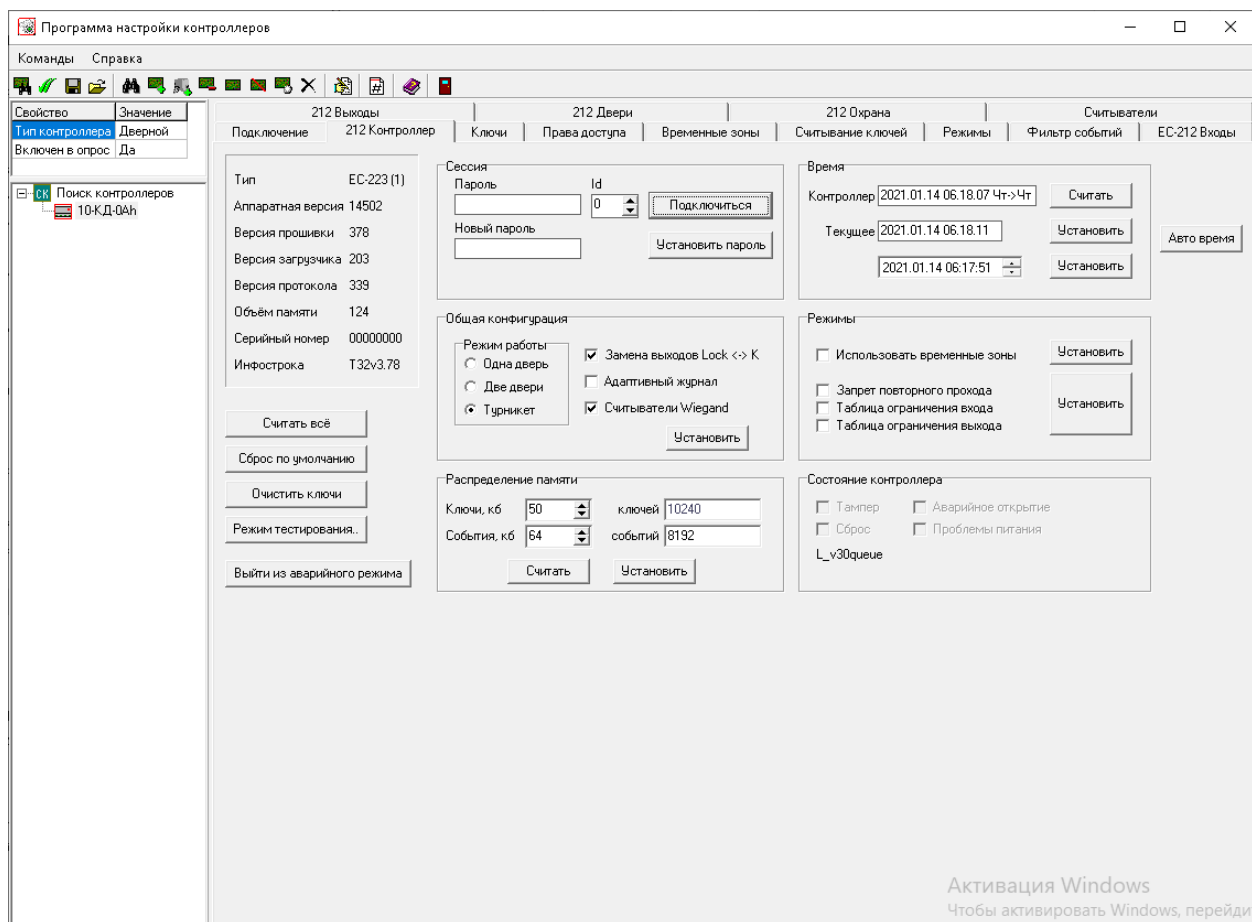 Программа настройки контроллеров
Команды Справка
Свойство Значение
Тип контроллера Дверной
Включен в опрос Да
СК Поиск контроллеров
10-КД-0Ah
212 Выходы 212 Двери 212 Охрана Считыватели
Подключение 212 Контроллер Ключи Права доступа Временные зоны Считывание ключей Режимы Фильтр событий ЕС-212 Входы
Тип ЕС-223 (1)
Аппаратная версия 14502
Версия прошивки 378
Версия загрузчика 203
Версия протокола 339
Объём памяти 124
Серийный номер 00000000
Инфострока T32v3.78
Считать всё
Сброс по умолчанию
Очистить ключи
Режим тестирования..
Выйти из аварийного режима
Сессия
Пароль Id
0 Подключиться
Новый пароль
Установить пароль
Общая конфигурация
Режим работы
Одна дверь
Две двери
Турникет
Замена выходов Lock <-> K
Адаптивный журнал
Считыватели Wiegand
Установить
Распределение памяти
Ключи, кб 50 ключей 10240
События, кб 64 событий 8192
Считать Установить
Время
Контроллер 2021.01.14 06.18.07 Чт->Чт Считать
Текущее 2021.01.14 06.18.11 Установить
2021.01.14 06:17:51 Установить
Авто время
Режимы
Использовать временные зоны Установить
Запрет повторного прохода
Таблица ограничения входа
Таблица ограничения выхода
Установить
Состояние контроллера
Тампер Аварийное открытие
Сброс Проблемы питания
L_v30queue
Активация Windows
Чтобы активировать Windows, перейди